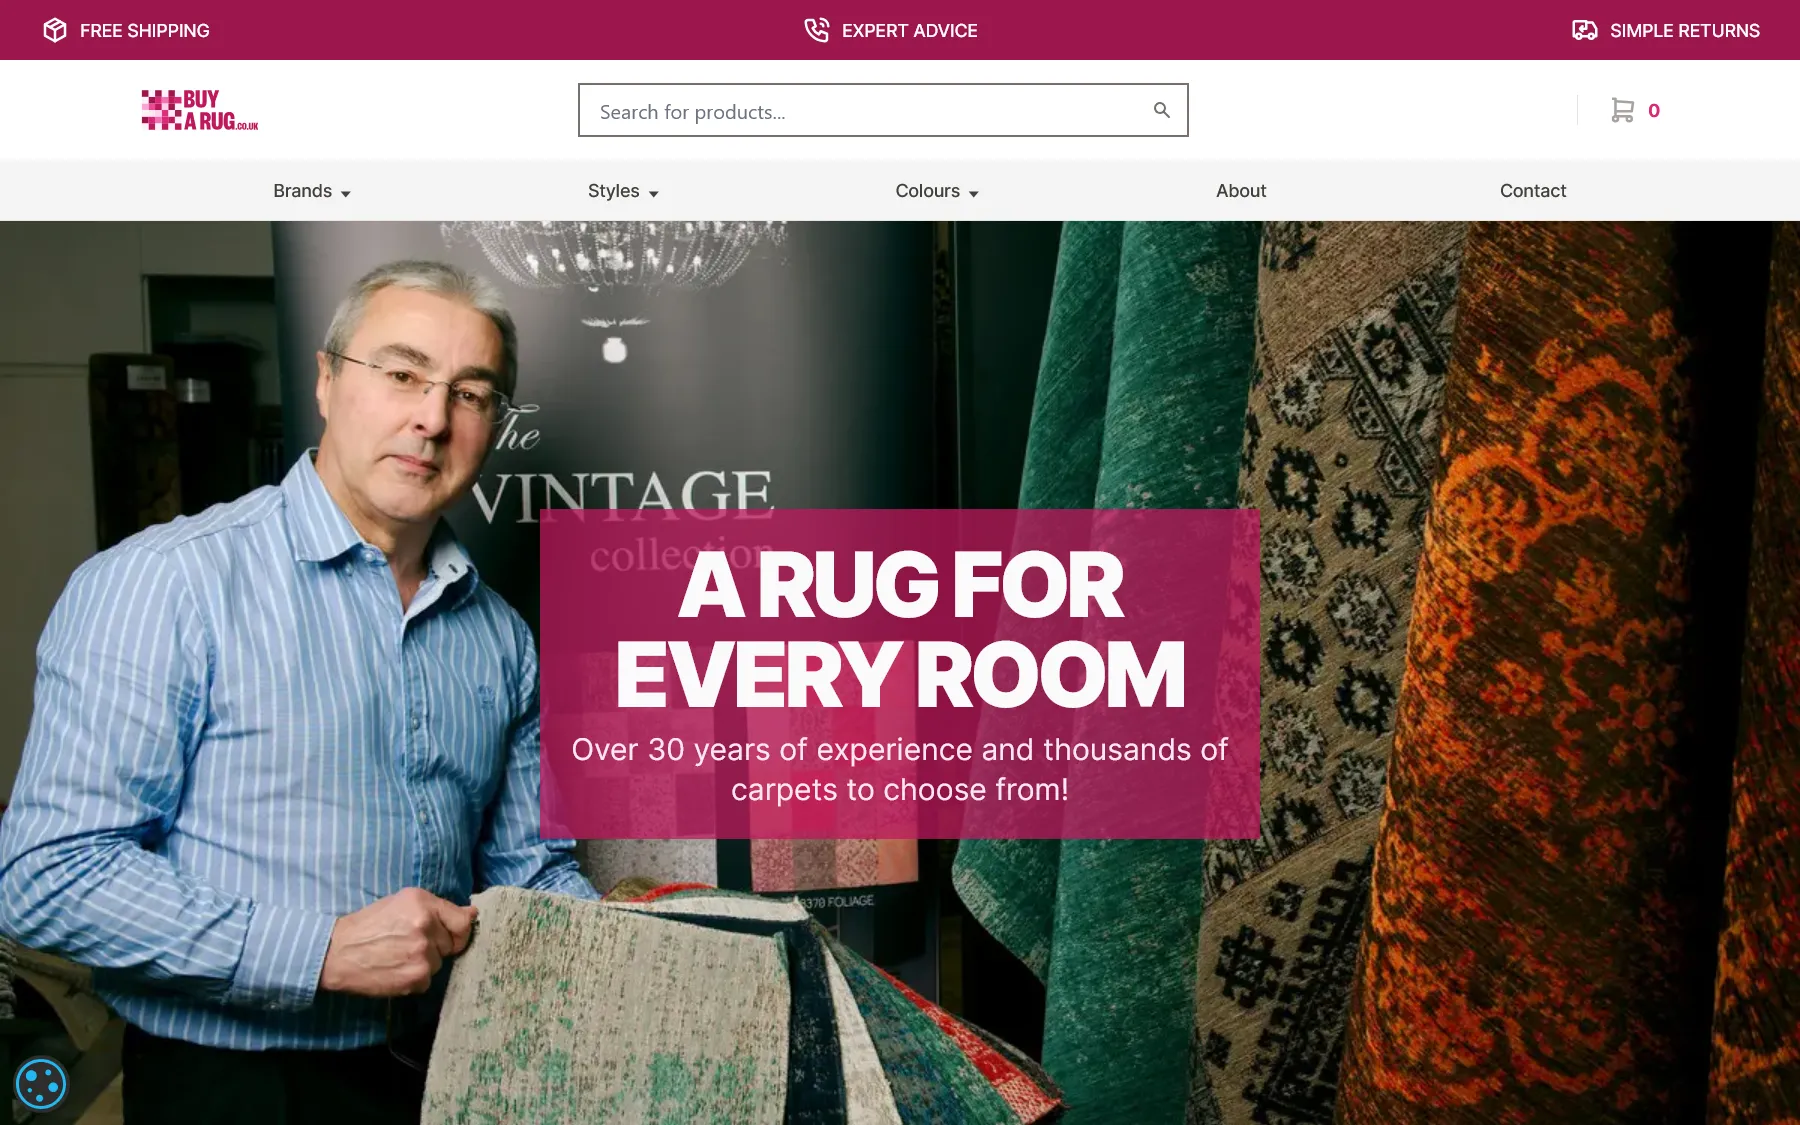 FREE SHIPPING
EXPERT ADVICE
SIMPLE RETURNS
BUY
A RUG.CO.UK
Search for products...
0
Brands
Styles
Colours
About
Contact
The
VINTAGE
collection
A RUG FOR
EVERY ROOM
Over 30 years of experience and thousands of
carpets to choose from!
8370 FOLIAGE